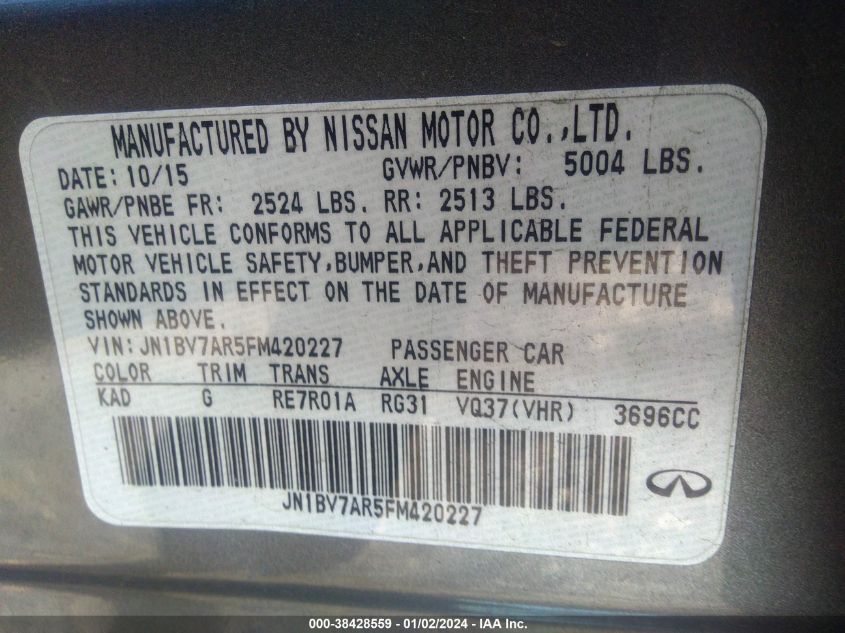 MANUFACTURED BY NISSAN MOTOR CO.,LTD.
DATE: 10/15 GVWR/PNBV: 5004 LBS.
GAWR/PNBE FR: 2524 LBS. RR: 2513 LBS.
THIS VEHICLE CONFORMS TO ALL APPLICABLE FEDERAL
MOTOR VEHICLE SAFETY,BUMPER,AND THEFT PREVENTION
STANDARDS IN EFFECT ON THE DATE OF MANUFACTURE
SHOWN ABOVE.
VIN: JN1BV7AR5FM420227 PASSENGER CAR
COLOR TRIM TRANS AXLE ENGINE
KAD G RE7R01A RG31 VQ37(VHR) 3696CC
JN1BV7AR5FM420227
000-38428559 - 01/02/2024 - IAA Inc.